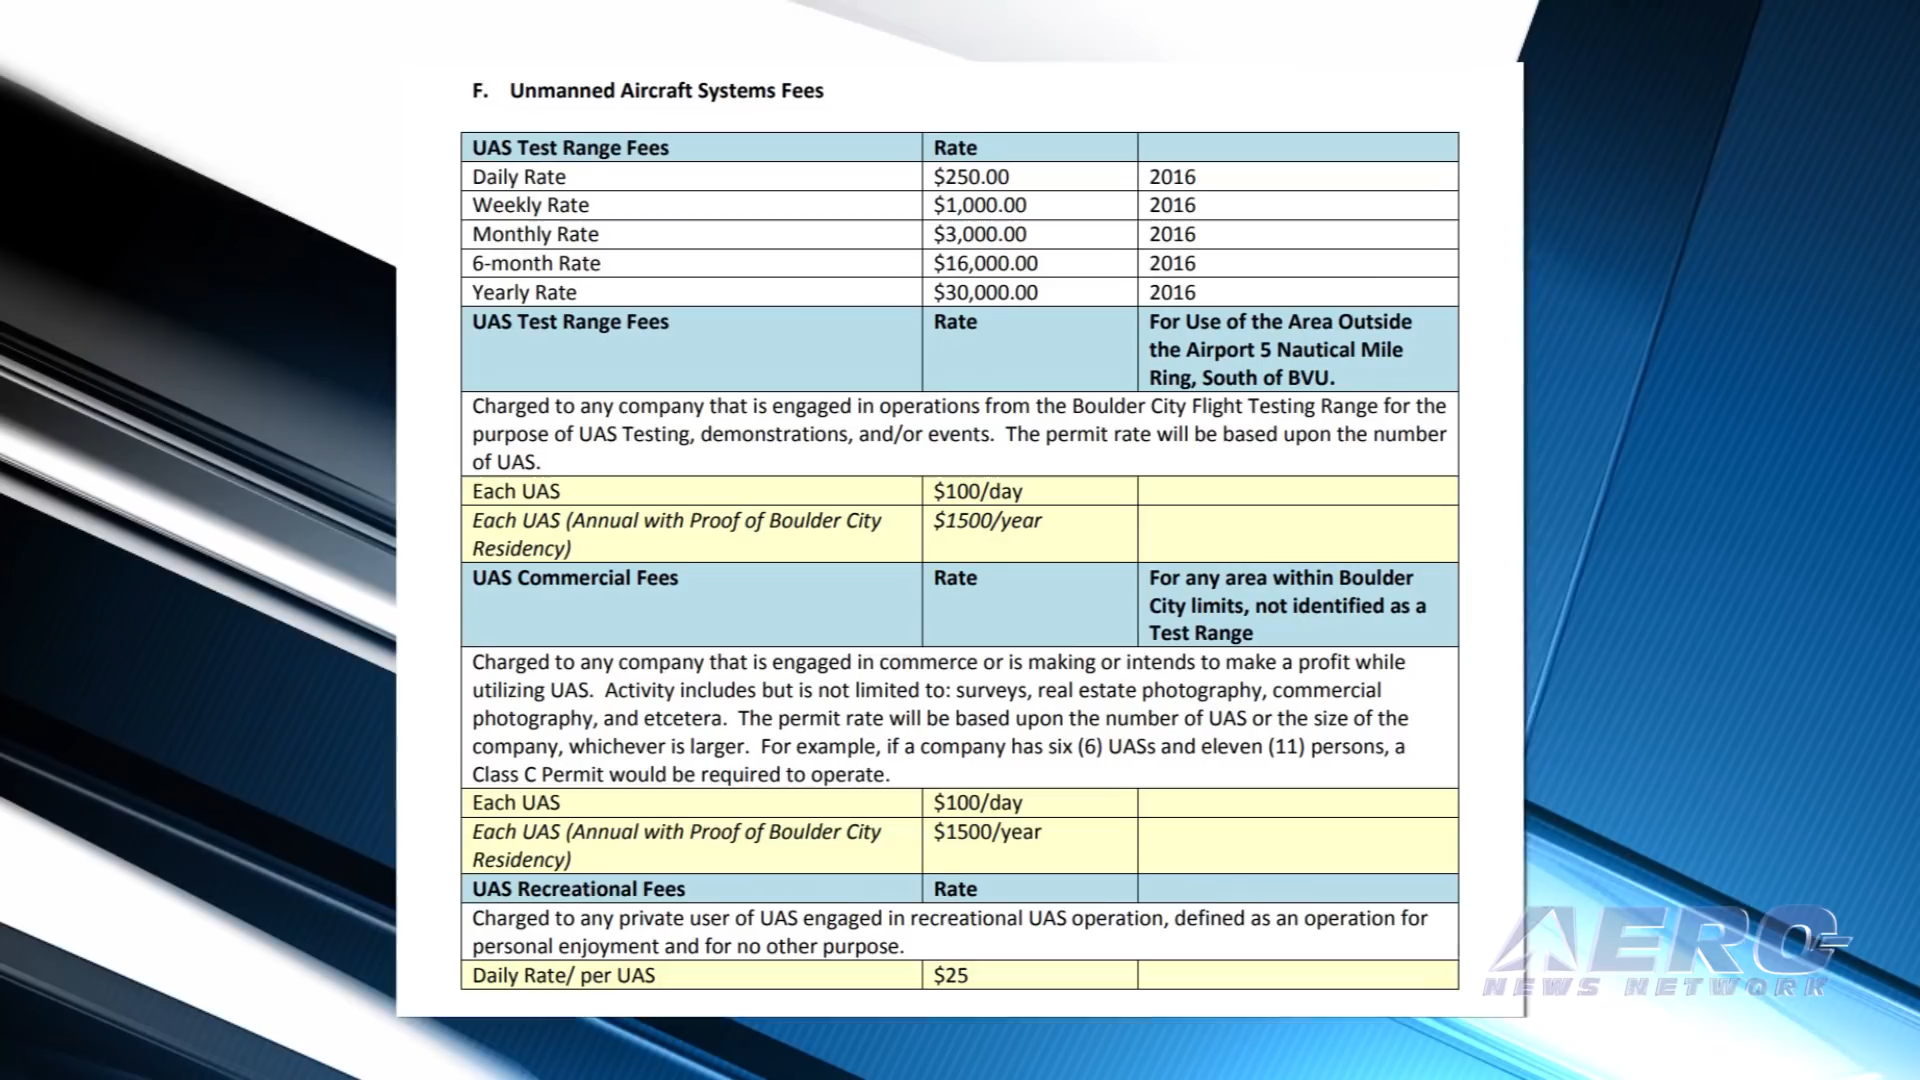 F. Unmanned Aircraft Systems Fees
UAS Test Range Fees Rate
Daily Rate $250.00 2016
Weekly Rate $1,000.00 2016
Monthly Rate $3,000.00 2016
6-month Rate $16,000.00 2016
Yearly Rate $30,000.00 2016
UAS Test Range Fees Rate For Use of the Area Outside
the Airport 5 Nautical Mile
Ring, South of BVU.
Charged to any company that is engaged in operations from the Boulder City Flight Testing Range for the
purpose of UAS Testing, demonstrations, and/or events. The permit rate will be based upon the number
of UAS.
Each UAS $100/day
Each UAS (Annual with Proof of Boulder City $1500/year
Residency)
UAS Commercial Fees Rate For any area within Boulder
City limits, not identified as a
Test Range
Charged to any company that is engaged in commerce or is making or intends to make a profit while
utilizing UAS. Activity includes but is not limited to: surveys, real estate photography, commercial
photography, and etcetera. The permit rate will be based upon the number of UAS or the size of the
company, whichever is larger. For example, if a company has six (6) UASs and eleven (11) persons, a
Class C Permit would be required to operate.
Each UAS $100/day
Each UAS (Annual with Proof of Boulder City $1500/year
Residency)
UAS Recreational Fees Rate
Charged to any private user of UAS engaged in recreational UAS operation, defined as an operation for
personal enjoyment and for no other purpose.
Daily Rate/ per UAS $25
AERO
NEWS NETWORK